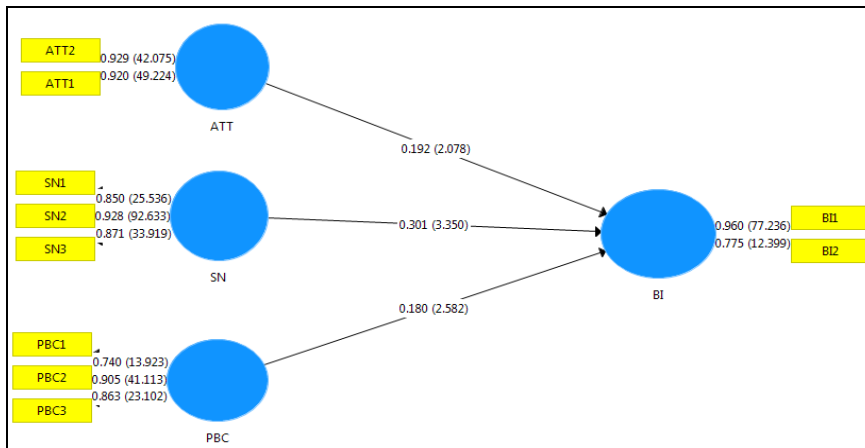 ATT2
0.929 (42.075)
ATT1
0.920 (49.224)
ATT
0.192 (2.078)
SN1
0.850 (25.536)
SN2
0.928 (92.633)
SN3
0.871 (33.919)
SN
0.301 (3.350)
BI1
0.960 (77.236)
BI2
0.775 (12.399)
BI
0.180 (2.582)
PBC1
0.740 (13.923)
PBC2
0.905 (41.113)
PBC3
0.863 (23.102)
PBC